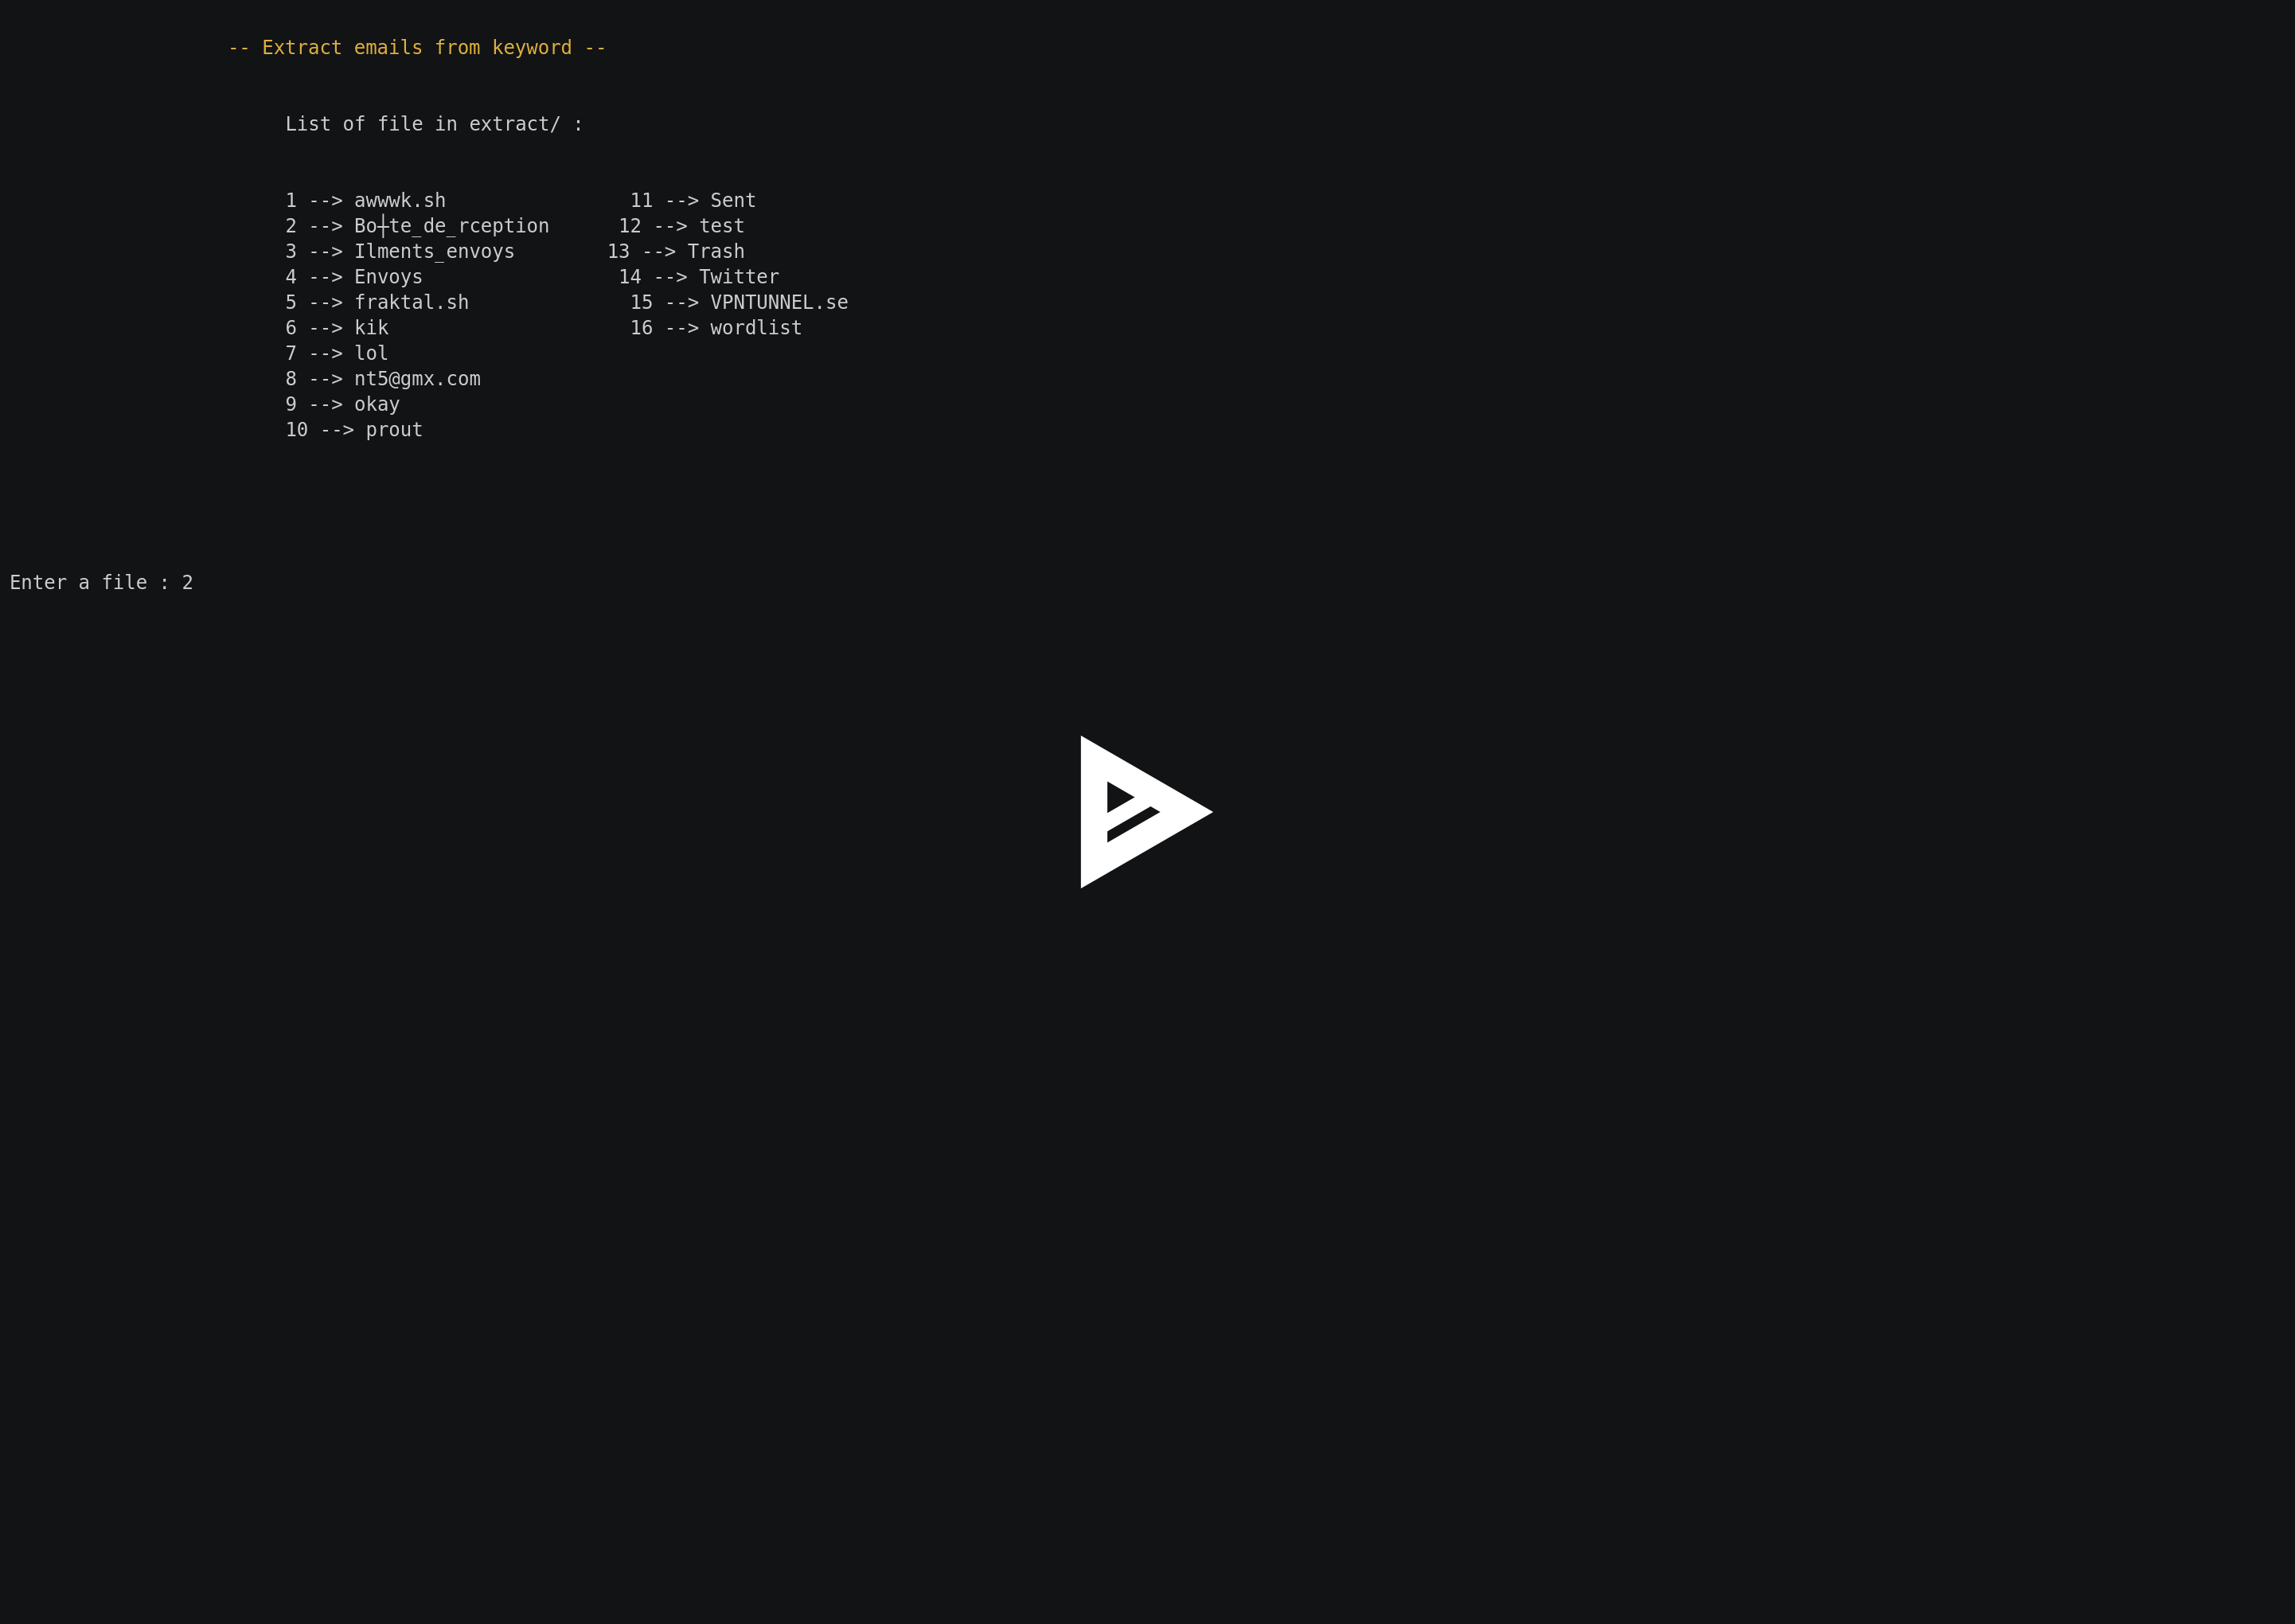 -- Extract emails from keyword --
List of file in extract/ :
1 --> awwwk.sh 11 --> Sent
2 --> Bo┼te_de_rception 12 --> test
3 --> Ilments_envoys 13 --> Trash
4 --> Envoys 14 --> Twitter
5 --> fraktal.sh 15 --> VPNTUNNEL.se
6 --> kik 16 --> wordlist
7 --> lol
8 --> nt5@gmx.com
9 --> okay
10 --> prout
Enter a file : 2